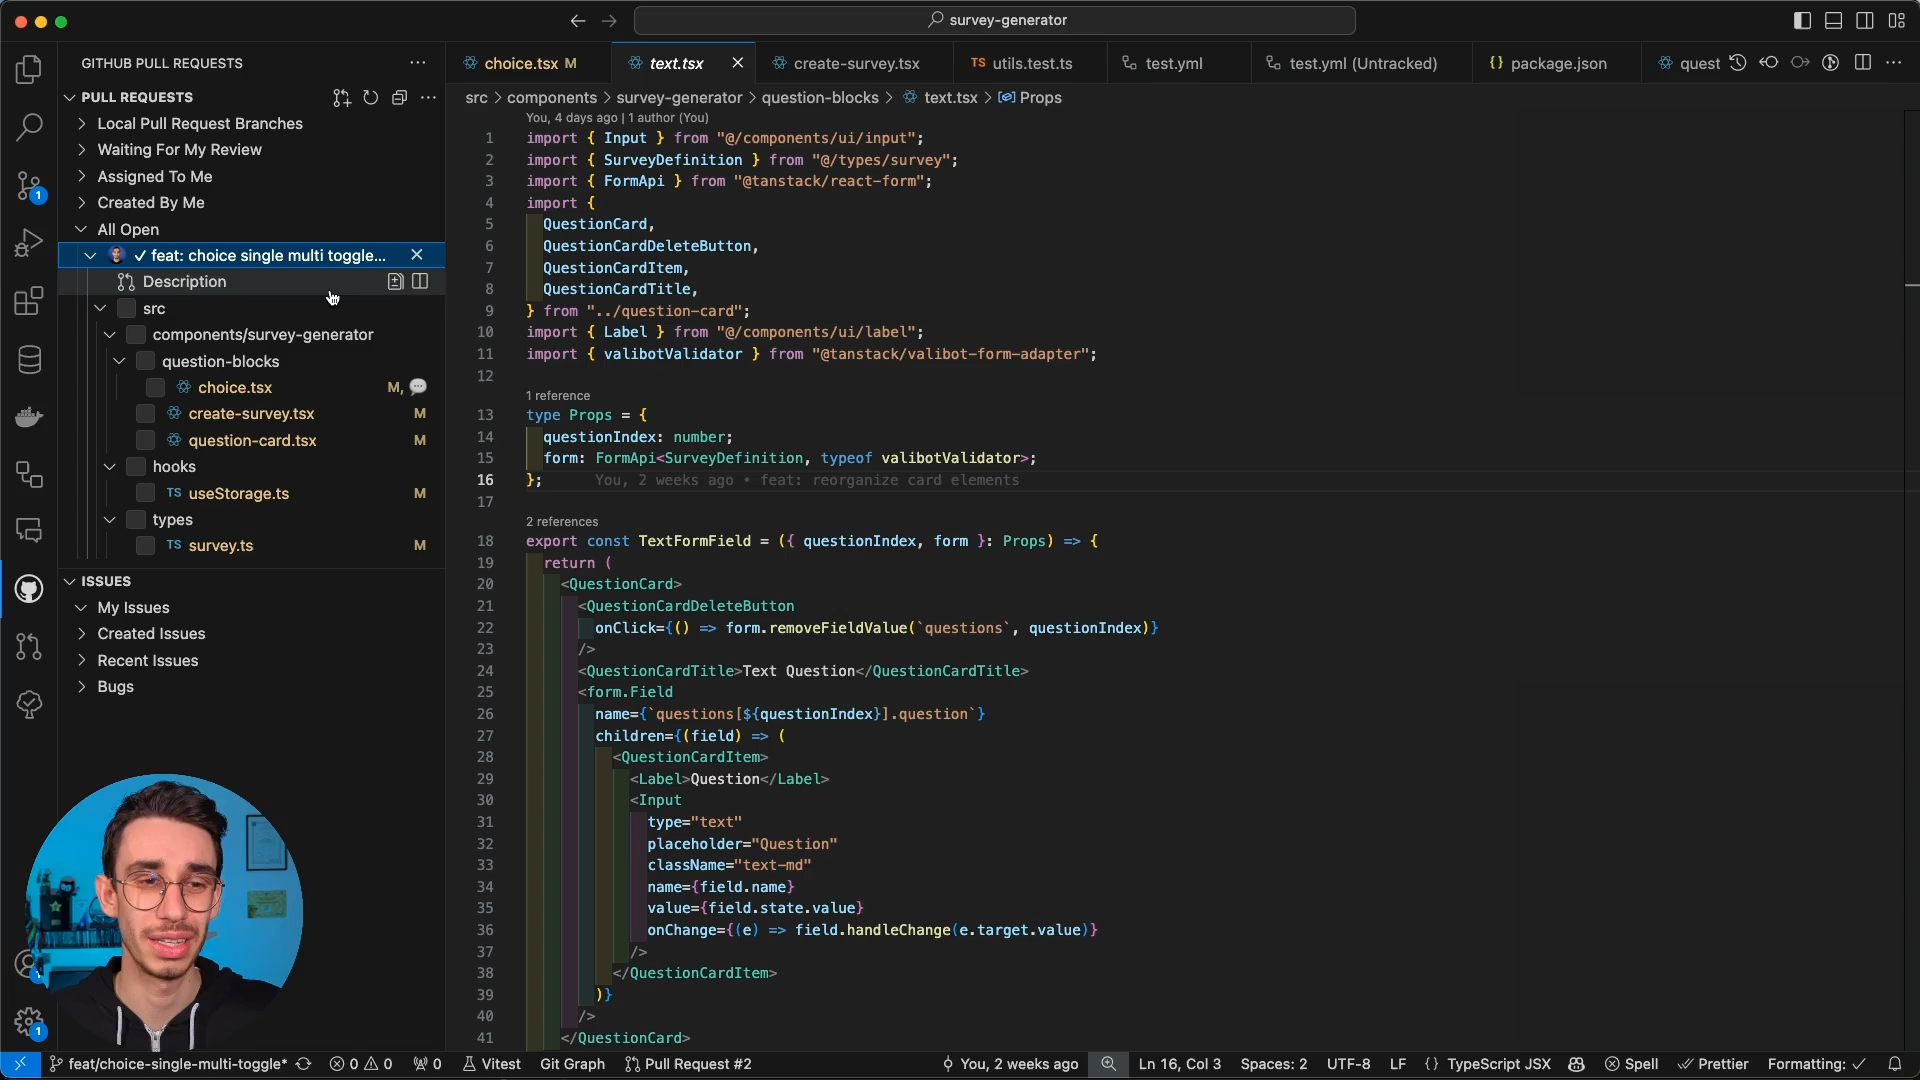 survey-generator
GITHUB PULL REQUESTS
choice.tsx M
text.tsx
create-survey.tsx
TS utils.test.ts
test.yml
test.yml (Untracked)
{} package.json
quest
PULL REQUESTS
src > components > survey-generator > question-blocks > text.tsx > Props
Local Pull Request Branches
Waiting For My Review
Assigned To Me
Created By Me
All Open
✓ feat: choice single multi toggle...
Description
src
components/survey-generator
question-blocks
choice.tsx M,
create-survey.tsx M
question-card.tsx M
hooks
TS useStorage.ts M
types
TS survey.ts M
ISSUES
My Issues
Created Issues
Recent Issues
Bugs
1
1
You, 4 days ago | 1 author (You)
1 import { Input } from "@/components/ui/input";
2 import { SurveyDefinition } from "@/types/survey";
3 import { FormApi } from "@tanstack/react-form";
4 import {
5 QuestionCard,
6 QuestionCardDeleteButton,
7 QuestionCardItem,
8 QuestionCardTitle,
9 } from "../question-card";
10 import { Label } from "@/components/ui/label";
11 import { valibotValidator } from "@tanstack/valibot-form-adapter";
12
1 reference
13 type Props = {
14 questionIndex: number;
15 form: FormApi<SurveyDefinition, typeof valibotValidator>;
16 }; You, 2 weeks ago • feat: reorganize card elements
17
2 references
18 export const TextFormField = ({ questionIndex, form }: Props) => {
19 return (
20 <QuestionCard>
21 <QuestionCardDeleteButton
22 onClick={() => form.removeFieldValue(`questions`, questionIndex)}
23 />
24 <QuestionCardTitle>Text Question</QuestionCardTitle>
25 <form.Field
26 name={`questions[${questionIndex}].question`}
27 children={(field) => (
28 <QuestionCardItem>
29 <Label>Question</Label>
30 <Input
31 type="text"
32 placeholder="Question"
33 className="text-md"
34 name={field.name}
35 value={field.state.value}
36 onChange={(e) => field.handleChange(e.target.value)}
37 />
38 </QuestionCardItem>
39 )}
40 />
41 </QuestionCard>
feat/choice-single-multi-toggle* 0 0 0 Vitest Git Graph Pull Request #2 You, 2 weeks ago Ln 16, Col 3 Spaces: 2 UTF-8 LF {} TypeScript JSX Spell Prettier Formatting: ✓